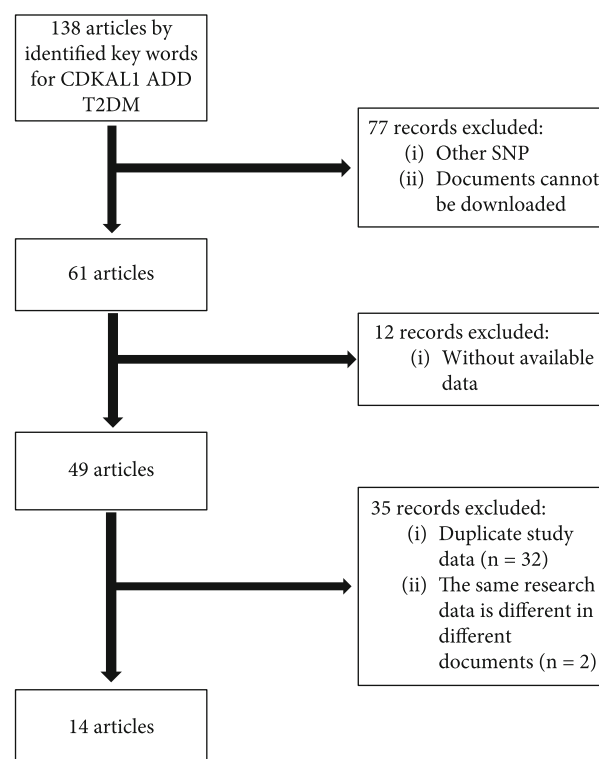 138 articles by
identified key words
for CDKAL1 ADD
T2DM
77 records excluded:
(i) Other SNP
(ii) Documents cannot
be downloaded
61 articles
12 records excluded:
(i) Without available
data
49 articles
35 records excluded:
(i) Duplicate study
data (n = 32)
(ii) The same research
data is different in
different
documents (n = 2)
14 articles